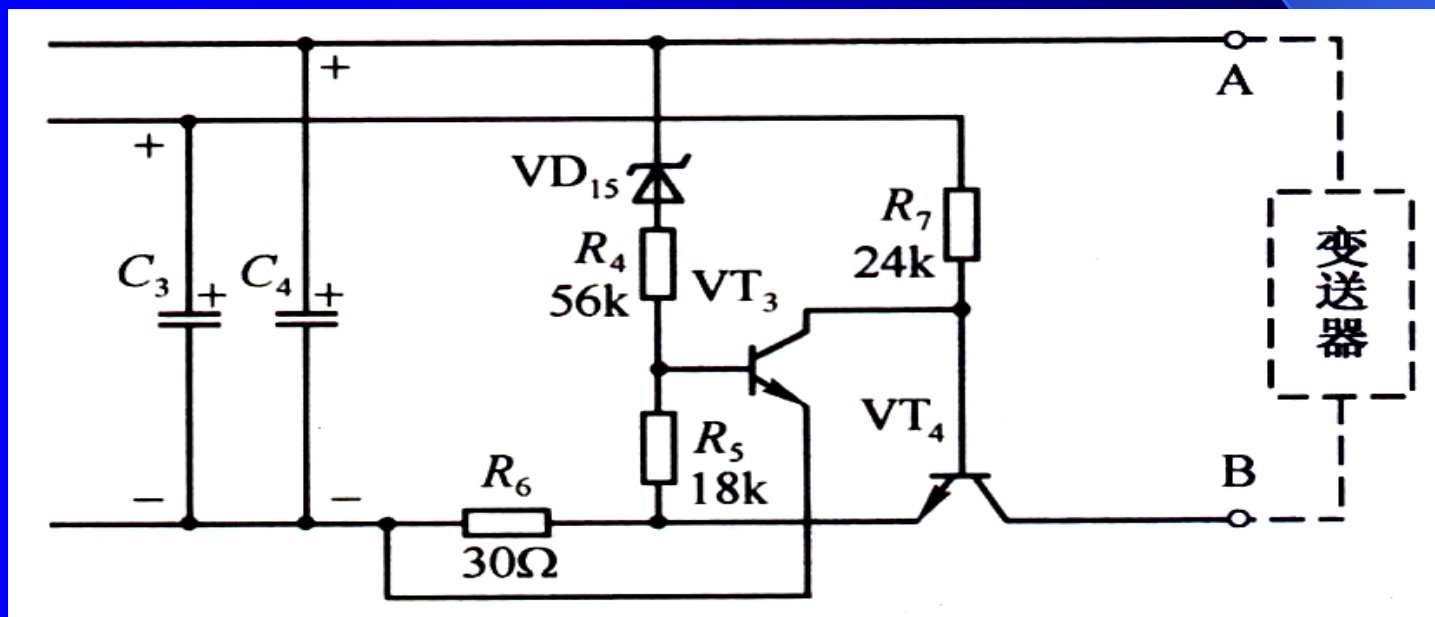 A
+
+
VD₁₅
R₇
24k
R₄
56k
VT₃
C₃
+
C₄
+
变送器
VT₄
R₅
18k
R₆
30Ω
B
−
−